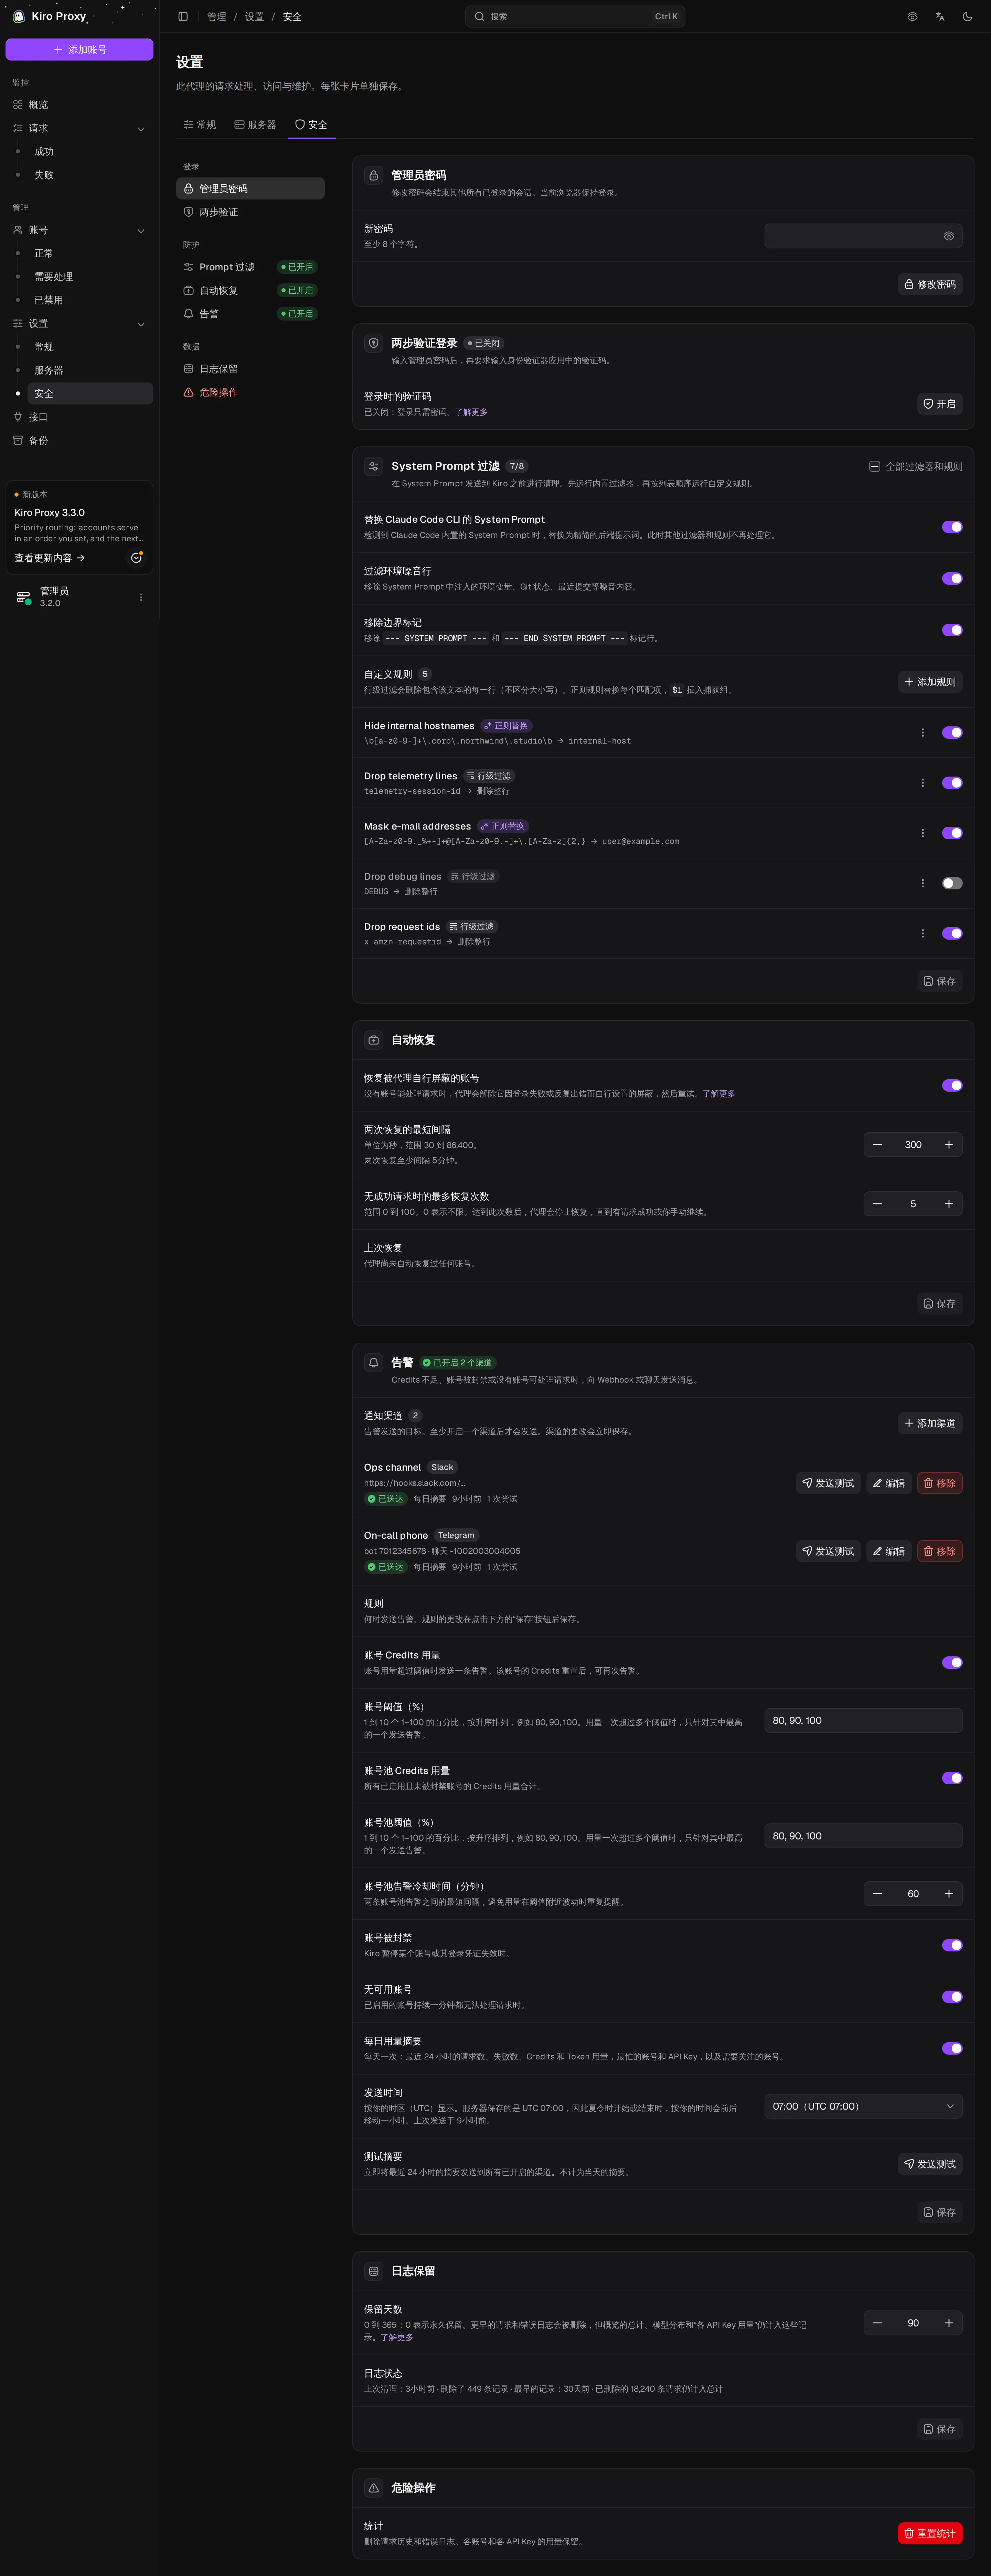 Kiro Proxy
管理 / 设置 / 安全
搜索
Ctrl K
添加账号
监控
概览
请求
成功
失败
管理
账号
正常
需要处理
已禁用
设置
常规
服务器
安全
接口
备份
新版本
Kiro Proxy 3.3.0
Priority routing: accounts serve
in an order you set, and the next...
查看更新内容
管理员
3.2.0
设置
此代理的请求处理、访问与维护。每张卡片单独保存。
常规
服务器
安全
登录
管理员密码
两步验证
防护
Prompt 过滤 已开启
自动恢复 已开启
告警 已开启
数据
日志保留
危险操作
管理员密码
修改密码会结束其他所有已登录的会话。当前浏览器保持登录。
新密码
至少 8 个字符。
修改密码
两步验证登录 已关闭
输入管理员密码后，再要求输入身份验证器应用中的验证码。
登录时的验证码
已关闭：登录只需密码。了解更多
开启
System Prompt 过滤 7/8
全部过滤器和规则
在 System Prompt 发送到 Kiro 之前进行清理。先运行内置过滤器，再按列表顺序运行自定义规则。
替换 Claude Code CLI 的 System Prompt
检测到 Claude Code 内置的 System Prompt 时，替换为精简的后端提示词。此时其他过滤器和规则不再处理它。
过滤环境噪音行
移除 System Prompt 中注入的环境变量、Git 状态、最近提交等噪音内容。
移除边界标记
移除 --- SYSTEM PROMPT --- 和 --- END SYSTEM PROMPT --- 标记行。
自定义规则 5
行级过滤会删除包含该文本的每一行（不区分大小写）。正则规则替换每个匹配项，$1 插入捕获组。
添加规则
Hide internal hostnames 正则替换
\b[a-z0-9-]+\.corp\.northwind\.studio\b → internal-host
Drop telemetry lines 行级过滤
telemetry-session-id → 删除整行
Mask e-mail addresses 正则替换
[A-Za-z0-9._%+-]+@[A-Za-z0-9.-]+\.[A-Za-z]{2,} → user@example.com
Drop debug lines 行级过滤
DEBUG → 删除整行
Drop request ids 行级过滤
x-amzn-requestid → 删除整行
保存
自动恢复
恢复被代理自行屏蔽的账号
没有账号能处理请求时，代理会解除它因登录失败或反复出错而自行设置的屏蔽，然后重试。了解更多
两次恢复的最短间隔
单位为秒，范围 30 到 86,400。
两次恢复至少间隔 5分钟。
300
无成功请求时的最多恢复次数
范围 0 到 100。0 表示不限。达到此次数后，代理会停止恢复，直到有请求成功或你手动继续。
5
上次恢复
代理尚未自动恢复过任何账号。
保存
告警 已开启 2 个渠道
Credits 不足、账号被封禁或没有账号可处理请求时，向 Webhook 或聊天发送消息。
通知渠道 2
告警发送的目标。至少开启一个渠道后才会发送。渠道的更改会立即保存。
添加渠道
Ops channel Slack
https://hooks.slack.com/…
已送达 每日摘要 9小时前 1 次尝试
发送测试 编辑 移除
On-call phone Telegram
bot 7012345678 · 聊天 -1002003004005
已送达 每日摘要 9小时前 1 次尝试
发送测试 编辑 移除
规则
何时发送告警。规则的更改在点击下方的“保存”按钮后保存。
账号 Credits 用量
账号用量超过阈值时发送一条告警。该账号的 Credits 重置后，可再次告警。
账号阈值（%）
1 到 10 个 1–100 的百分比，按升序排列，例如 80, 90, 100。用量一次超过多个阈值时，只针对其中最高
的一个发送告警。
80, 90, 100
账号池 Credits 用量
所有已启用且未被封禁账号的 Credits 用量合计。
账号池阈值（%）
1 到 10 个 1–100 的百分比，按升序排列，例如 80, 90, 100。用量一次超过多个阈值时，只针对其中最高
的一个发送告警。
80, 90, 100
账号池告警冷却时间（分钟）
两条账号池告警之间的最短间隔，避免用量在阈值附近波动时重复提醒。
60
账号被封禁
Kiro 暂停某个账号或其登录凭证失效时。
无可用账号
已启用的账号持续一分钟都无法处理请求时。
每日用量摘要
每天一次：最近 24 小时的请求数、失败数、Credits 和 Token 用量，最忙的账号和 API Key，以及需要关注的账号。
发送时间
按你的时区（UTC）显示。服务器保存的是 UTC 07:00，因此夏令时开始或结束时，按你的时间会前后
移动一小时。上次发送于 9小时前。
07:00（UTC 07:00）
测试摘要
立即将最近 24 小时的摘要发送到所有已开启的渠道。不计为当天的摘要。
发送测试
保存
日志保留
保留天数
0 到 365；0 表示永久保留。更早的请求和错误日志会被删除，但概览的总计、模型分布和“各 API Key 用量”仍计入这些记
录。了解更多
90
日志状态
上次清理：3小时前 · 删除了 449 条记录 · 最早的记录：30天前 · 已删除的 18,240 条请求仍计入总计
保存
危险操作
统计
删除请求历史和错误日志。各账号和各 API Key 的用量保留。
重置统计